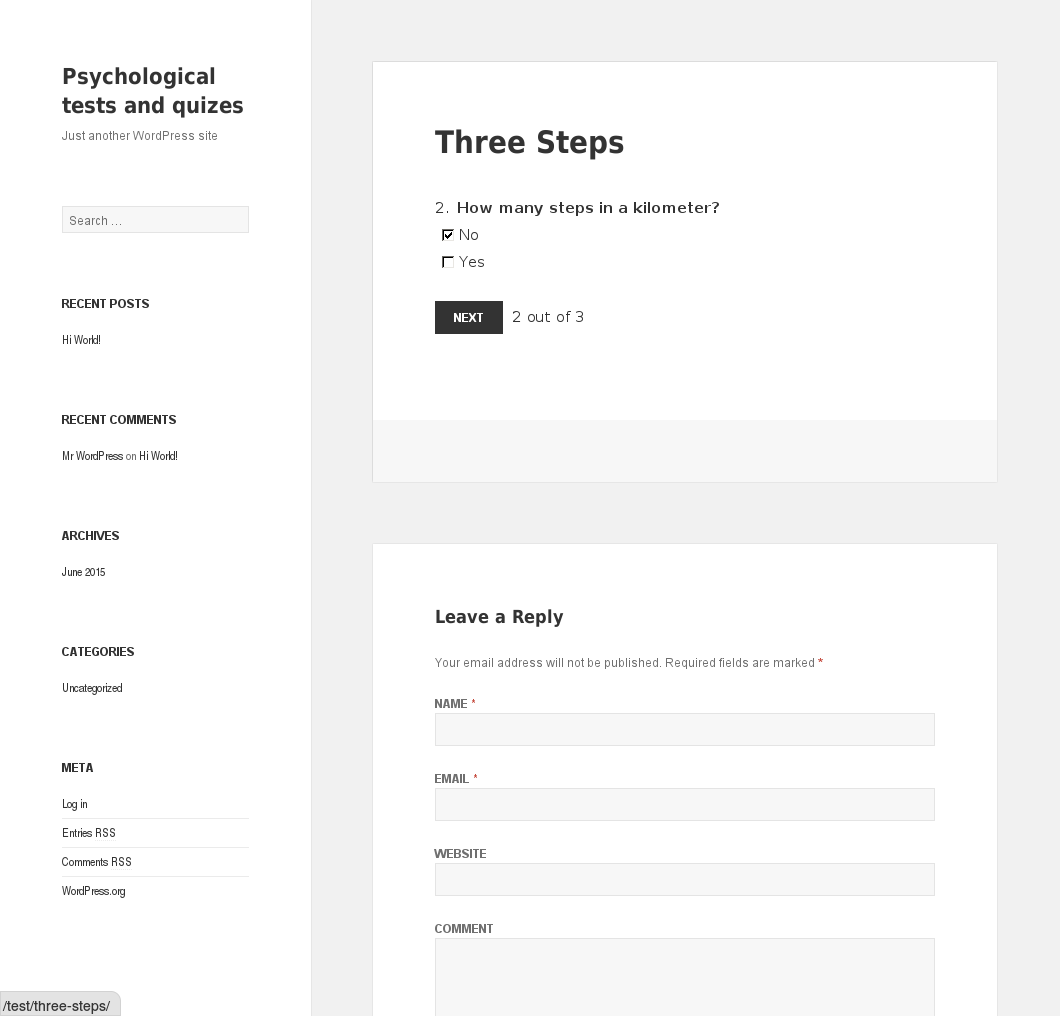 Psychological
tests and quizes
Just another WordPress site
Search ...
RECENT POSTS
Hi World!
RECENT COMMENTS
Mr WordPress on Hi World!
ARCHIVES
June 2015
CATEGORIES
Uncategorized
META
Log in
Entries RSS
Comments RSS
WordPress.org
/test/three-steps/
Three Steps
2. How many steps in a kilometer?
No
Yes
NEXT 2 out of 3
Leave a Reply
Your email address will not be published. Required fields are marked *
NAME *
EMAIL *
WEBSITE
COMMENT